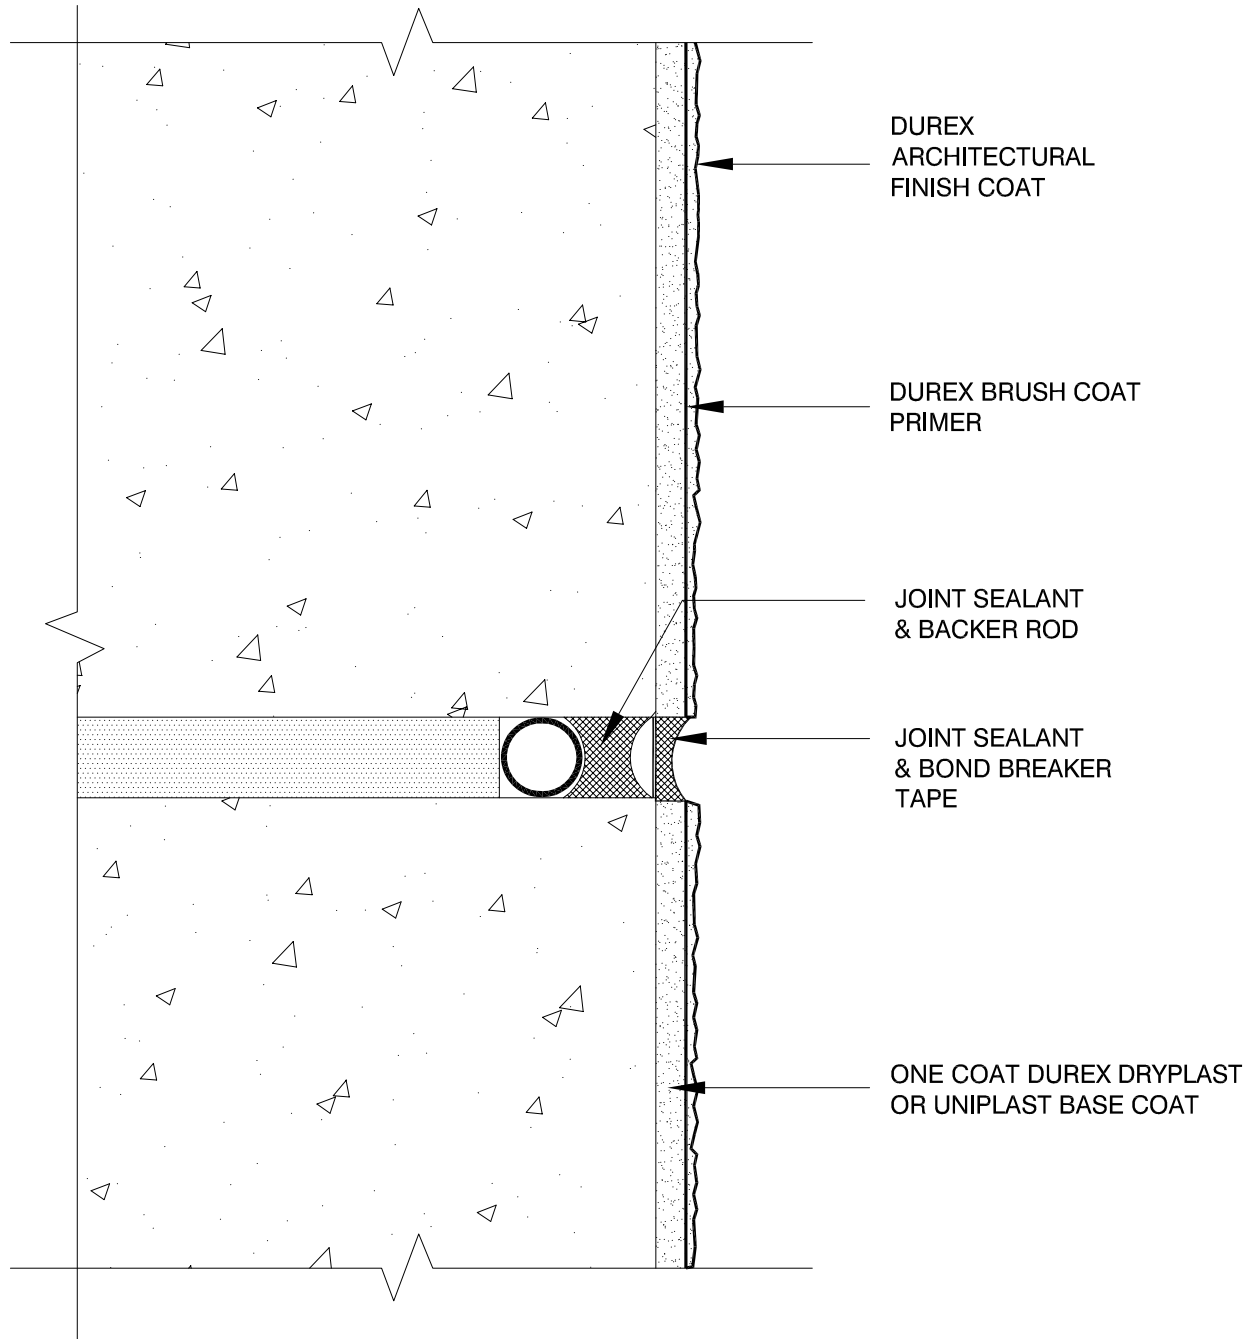 DUREX
ARCHITECTURAL
FINISH COAT
DUREX BRUSH COAT
PRIMER
JOINT SEALANT
& BACKER ROD
JOINT SEALANT
& BOND BREAKER
TAPE
ONE COAT DUREX DRYPLAST
OR UNIPLAST BASE COAT